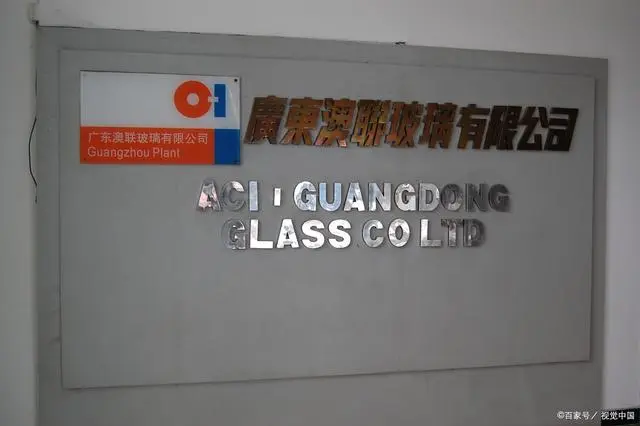 广东澳联玻璃有限公司
Guangzhou Plant
廣東澳聯玻璃有限公司
ACI GUANGDONG
GLASS CO LTD
©百家号／视觉中国